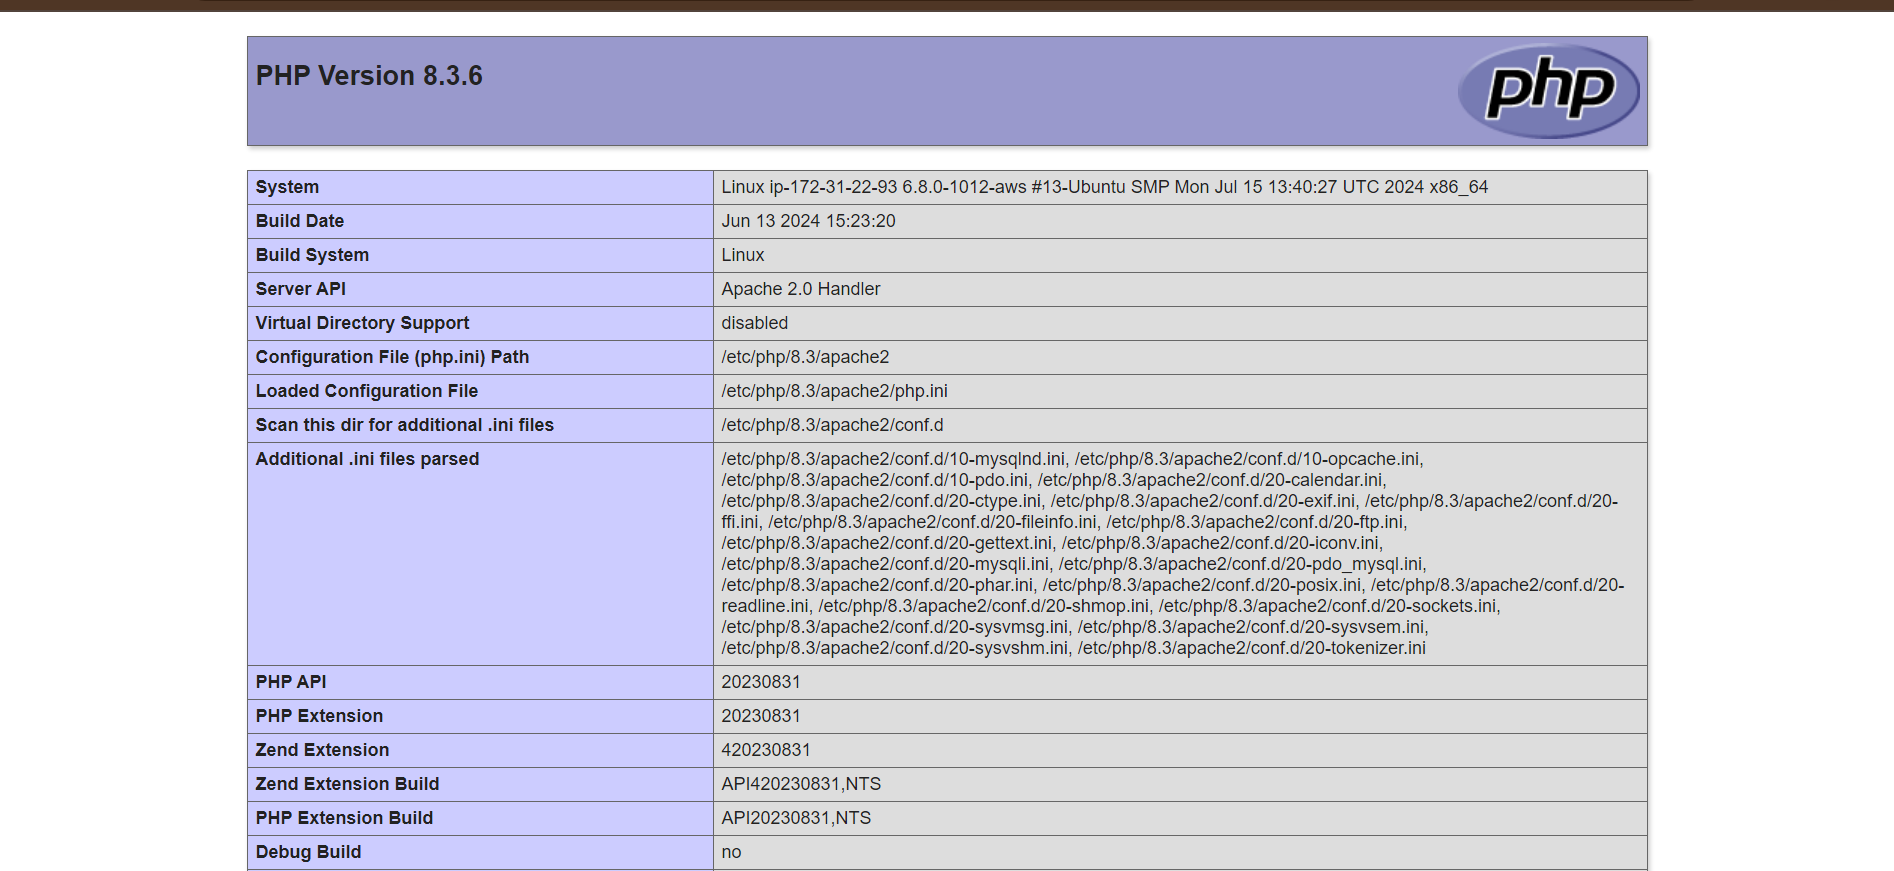 PHP Version 8.3.6
php
System Linux ip-172-31-22-93 6.8.0-1012-aws #13-Ubuntu SMP Mon Jul 15 13:40:27 UTC 2024 x86_64
Build Date Jun 13 2024 15:23:20
Build System Linux
Server API Apache 2.0 Handler
Virtual Directory Support disabled
Configuration File (php.ini) Path /etc/php/8.3/apache2
Loaded Configuration File /etc/php/8.3/apache2/php.ini
Scan this dir for additional .ini files /etc/php/8.3/apache2/conf.d
Additional .ini files parsed /etc/php/8.3/apache2/conf.d/10-mysqlnd.ini, /etc/php/8.3/apache2/conf.d/10-opcache.ini,
/etc/php/8.3/apache2/conf.d/10-pdo.ini, /etc/php/8.3/apache2/conf.d/20-calendar.ini,
/etc/php/8.3/apache2/conf.d/20-ctype.ini, /etc/php/8.3/apache2/conf.d/20-exif.ini, /etc/php/8.3/apache2/conf.d/20-
ffi.ini, /etc/php/8.3/apache2/conf.d/20-fileinfo.ini, /etc/php/8.3/apache2/conf.d/20-ftp.ini,
/etc/php/8.3/apache2/conf.d/20-gettext.ini, /etc/php/8.3/apache2/conf.d/20-iconv.ini,
/etc/php/8.3/apache2/conf.d/20-mysqli.ini, /etc/php/8.3/apache2/conf.d/20-pdo_mysql.ini,
/etc/php/8.3/apache2/conf.d/20-phar.ini, /etc/php/8.3/apache2/conf.d/20-posix.ini, /etc/php/8.3/apache2/conf.d/20-
readline.ini, /etc/php/8.3/apache2/conf.d/20-shmop.ini, /etc/php/8.3/apache2/conf.d/20-sockets.ini,
/etc/php/8.3/apache2/conf.d/20-sysvmsg.ini, /etc/php/8.3/apache2/conf.d/20-sysvsem.ini,
/etc/php/8.3/apache2/conf.d/20-sysvshm.ini, /etc/php/8.3/apache2/conf.d/20-tokenizer.ini
PHP API 20230831
PHP Extension 20230831
Zend Extension 420230831
Zend Extension Build API420230831,NTS
PHP Extension Build API20230831,NTS
Debug Build no